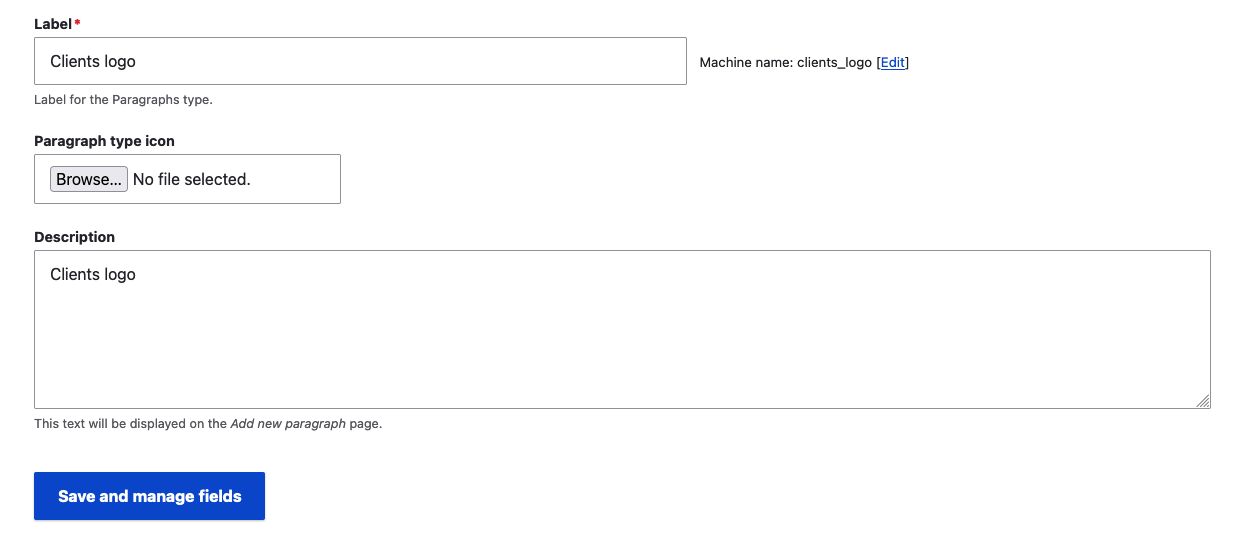 Label*
Clients logo
Machine name: clients_logo [Edit]
Label for the Paragraphs type.
Paragraph type icon
Browse... No file selected.
Description
Clients logo
This text will be displayed on the Add new paragraph page.
Save and manage fields